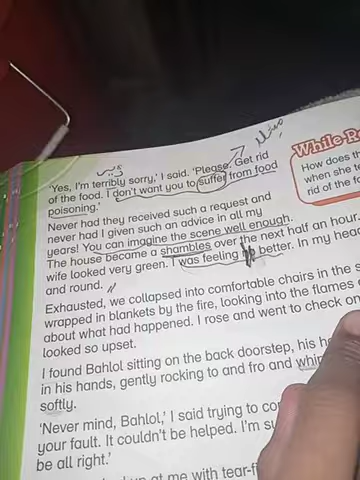 'Yes, I'm terribly sorry,' I said. 'Please. Get rid
of the food. I don't want you to suffer from food
poisoning.'
Never had they received such a request and
never had I given such an advice in all my
years! You can imagine the scene well enough.
The house became a shambles over the next half an hour
wife looked very green. I was feeling better. In my head
and round.
Exhausted, we collapsed into comfortable chairs in the
wrapped in blankets by the fire, looking into the flames
about what had happened. I rose and went to check on
looked so upset.
I found Bahlol sitting on the back doorstep, his
in his hands, gently rocking to and fro and
softly.
'Never mind, Bahlol,' I said trying to
your fault. It couldn't be helped. I'm
be all right.'
at me with
While
How does
when she
rid of the